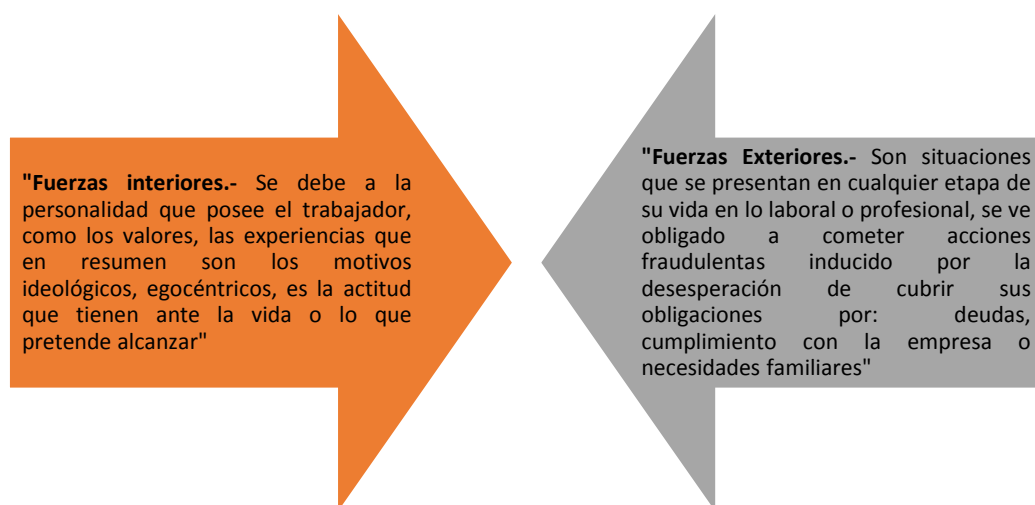 "Fuerzas interiores.- Se debe a la
personalidad que posee el trabajador,
como los valores, las experiencias que
en resumen son los motivos
ideológicos, egocéntricos, es la actitud
que tienen ante la vida o lo que
pretende alcanzar"
"Fuerzas Exteriores.- Son situaciones
que se presentan en cualquier etapa de
su vida en lo laboral o profesional, se ve
obligado a cometer acciones
fraudulentas inducido por la
desesperación de cubrir sus
obligaciones por: deudas,
cumplimiento con la empresa o
necesidades familiares"